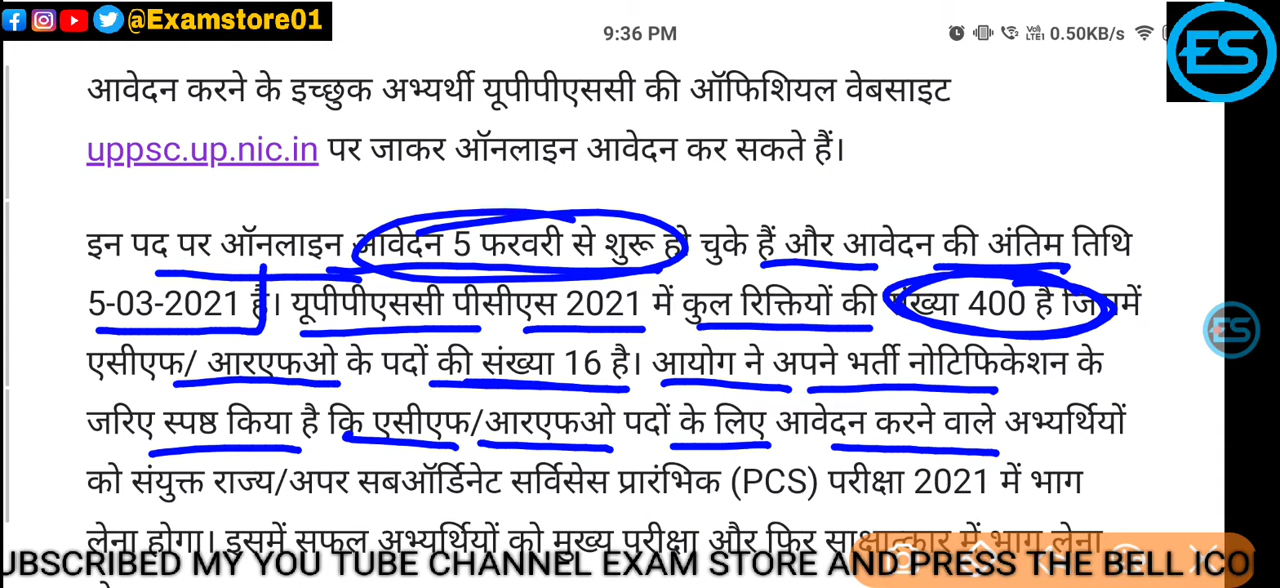 @Examstore01
9:36 PM
VoLTE1 0.50KB/s
ES
आवेदन करने के इच्छुक अभ्यर्थी यूपीपीएससी की ऑफिशियल वेबसाइट
uppsc.up.nic.in पर जाकर ऑनलाइन आवेदन कर सकते हैं।
इन पद पर ऑनलाइन आवेदन 5 फरवरी से शुरू हो चुके हैं और आवेदन की अंतिम तिथि
5-03-2021 है। यूपीपीएससी पीसीएस 2021 में कुल रिक्तियों की संख्या 400 है जिसमें
ES
एसीएफ/ आरएफओ के पदों की संख्या 16 है। आयोग ने अपने भर्ती नोटिफिकेशन के
जरिए स्पष्ट किया है कि एसीएफ/आरएफओ पदों के लिए आवेदन करने वाले अभ्यर्थियों
को संयुक्त राज्य/अपर सबऑर्डिनेट सर्विसेस प्रारंभिक (PCS) परीक्षा 2021 में भाग
लेना होगा। इसमें सफल अभ्यर्थियों को मुख्य परीक्षा और फिर साक्षात्कार में भाग लेना
UBSCRIBED MY YOU TUBE CHANNEL EXAM STORE AND PRESS THE BELL ICO